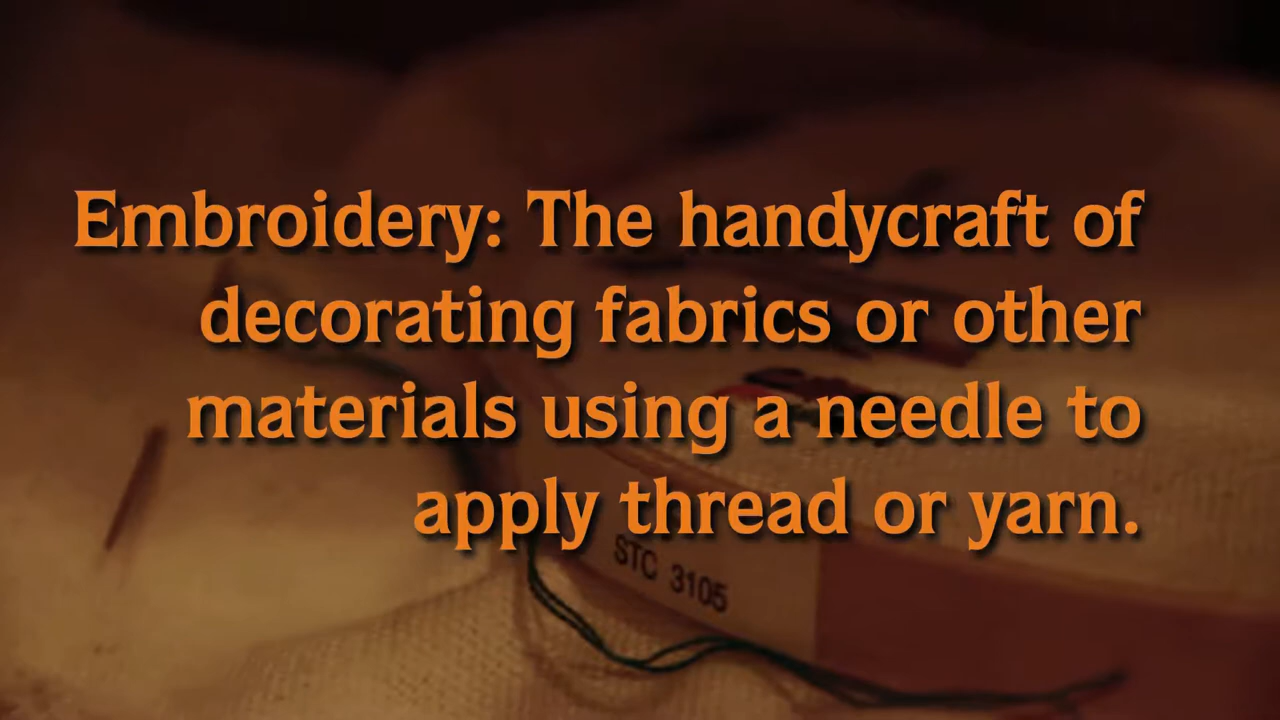 Embroidery: The handycraft of
decorating fabrics or other
materials using a needle to
apply thread or yarn.
STC 3105